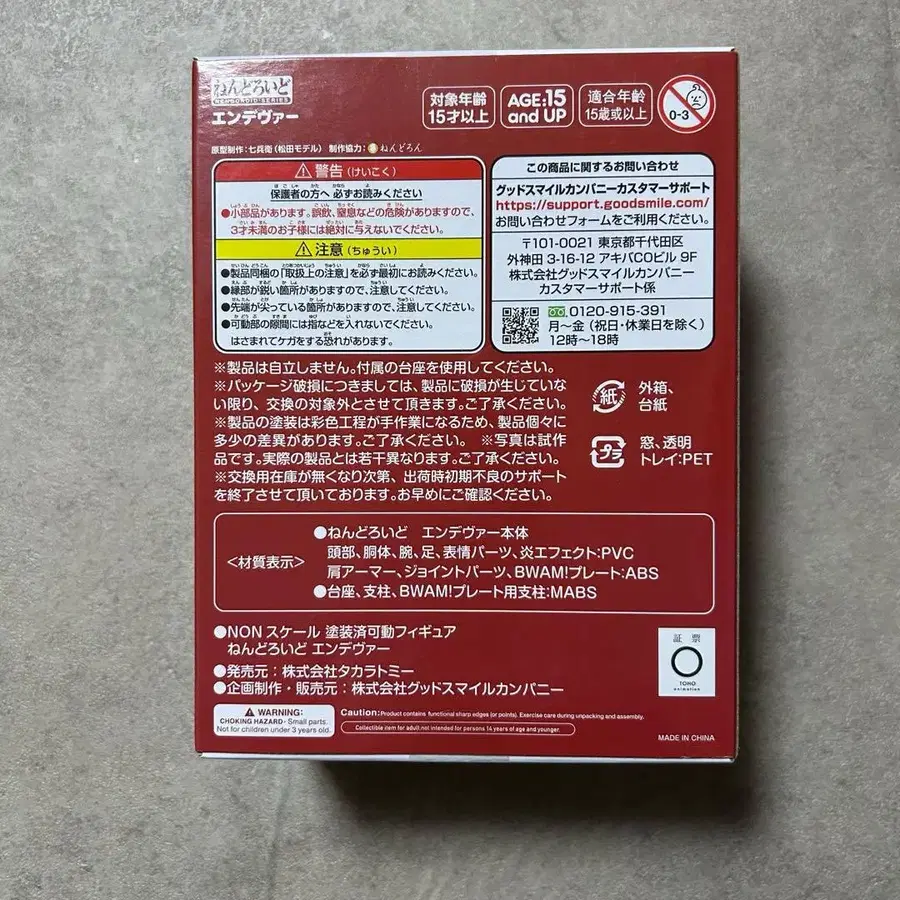 ねんどろいど
NENDOROID SERIES
エンデヴァー
対象年齢
15才以上
AGE:15
and UP
適合年齢
15歳或以上
0-3
原型制作：七兵衛（松田モデル） 制作協力：ねんどろん
⚠警告（けいこく）
保護者の方へ 必ずお読みください
●小部品があります。誤飲、窒息などの危険がありますので、
3才未満のお子様には絶対に与えないでください。
⚠注意（ちゅうい）
●製品同梱の「取扱上の注意」を必ず最初にお読みください。
●縁部が鋭い箇所がありますので、注意してください。
●先端が尖っている箇所がありますので、注意してください。
●可動部の隙間には指などを入れないでください。
はさまれてケガをする恐れがあります。
この商品に関するお問い合わせ
グッドスマイルカンパニーカスタマーサポート
https://support.goodsmile.com/
お問い合わせフォームをご利用ください。
〒101-0021 東京都千代田区
外神田 3-16-12 アキバCOビル 9F
株式会社グッドスマイルカンパニー
カスタマーサポート係
0120-915-391
月〜金（祝日・休業日を除く）
12時〜18時
※製品は自立しません。付属の台座を使用してください。
※パッケージ破損につきましては、製品に破損が生じていな
い限り、交換の対象外とさせて頂きます。ご了承ください。
※製品の塗装は彩色工程が手作業になるため、製品個々に
多少の差異があります。ご了承ください。 ※写真は試作
品です。実際の製品とは若干異なります。ご了承ください。
※交換用在庫が無くなり次第、出荷時初期不良のサポート
を終了させて頂いております。お早めにご確認ください。
紙
外箱、
台紙
プラ
窓、透明
トレイ:PET
＜材質表示＞
●ねんどろいど エンデヴァー本体
頭部、胴体、腕、足、表情パーツ、炎エフェクト:PVC
肩アーマー、ジョイントパーツ、BWAM!プレート:ABS
●台座、支柱、BWAM!プレート用支柱:MABS
●NONスケール 塗装済可動フィギュア
ねんどろいど エンデヴァー
●発売元：株式会社タカラトミー
●企画制作・販売元：株式会社グッドスマイルカンパニー
証票
TOHO
animation
⚠WARNING:
CHOKING HAZARD - Small parts.
Not for children under 3 years old.
Caution:Product contains functional sharp edges (or points). Exercise care during unpacking and assembly.
Collectible item for adult not intended for persons 14 years of age and younger.
MADE IN CHINA